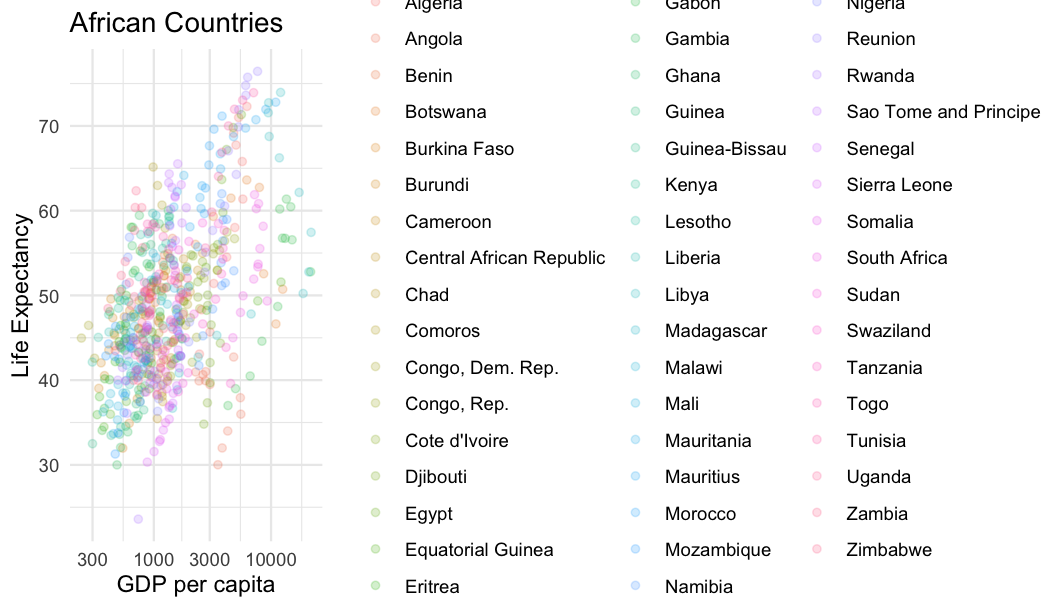 African Countries
70
60
50
40
30
Life Expectancy
300 1000 3000 10000
GDP per capita
Algeria
Angola
Benin
Botswana
Burkina Faso
Burundi
Cameroon
Central African Republic
Chad
Comoros
Congo, Dem. Rep.
Congo, Rep.
Cote d'Ivoire
Djibouti
Egypt
Equatorial Guinea
Eritrea
Gabon
Gambia
Ghana
Guinea
Guinea-Bissau
Kenya
Lesotho
Liberia
Libya
Madagascar
Malawi
Mali
Mauritania
Mauritius
Morocco
Mozambique
Namibia
Nigeria
Reunion
Rwanda
Sao Tome and Principe
Senegal
Sierra Leone
Somalia
South Africa
Sudan
Swaziland
Tanzania
Togo
Tunisia
Uganda
Zambia
Zimbabwe